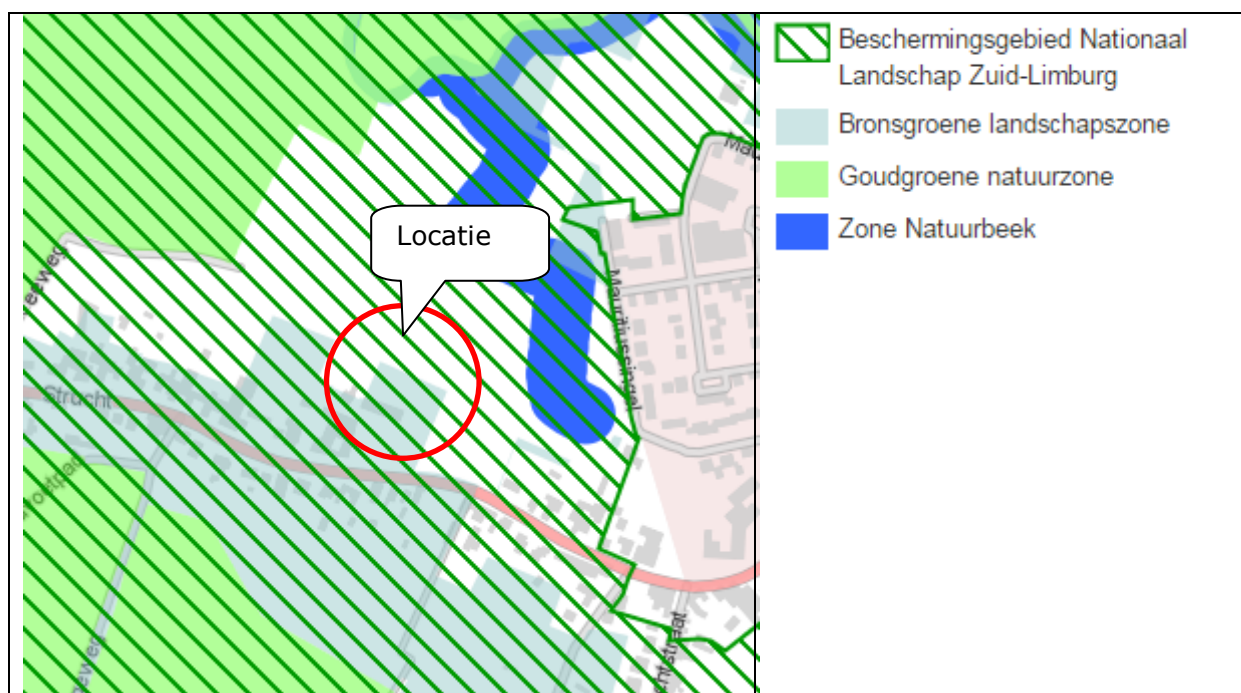 Beschermingsgebied Nationaal
Landschap Zuid-Limburg
Bronsgroene landschapszone
Goudgroene natuurzone
Zone Natuurbeek
Locatie
Strucht
Mauritiussingel